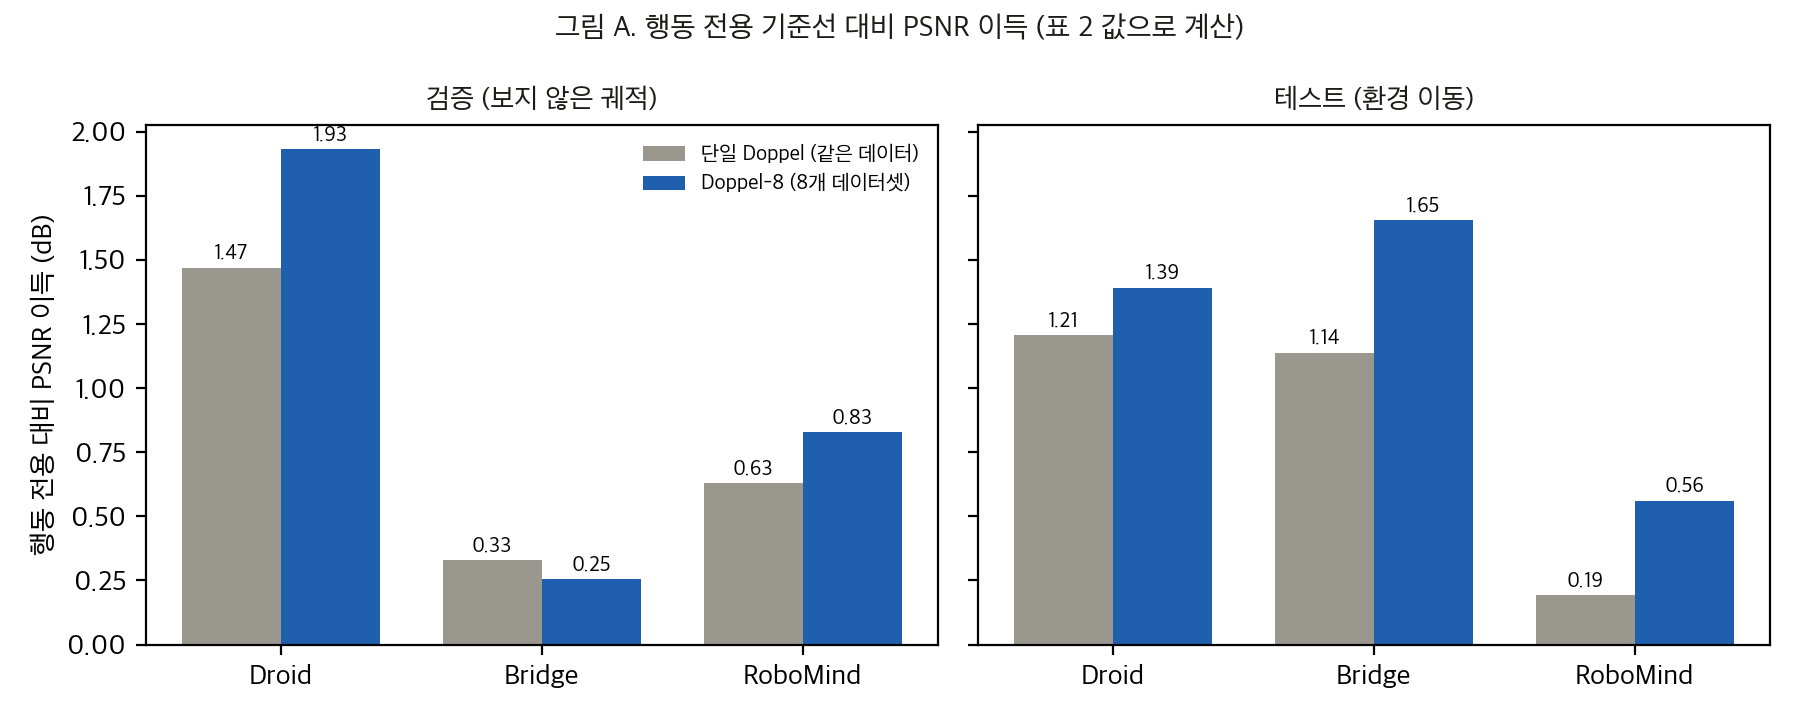 그림 A. 행동 전용 기준선 대비 PSNR 이득 (표 2 값으로 계산)
검증 (보지 않은 궤적)
행동 전용 대비 PSNR 이득 (dB)
2.00
1.75
1.50
1.25
1.00
0.75
0.50
0.25
0.00
단일 Doppel (같은 데이터)
Doppel-8 (8개 데이터셋)
1.47
1.93
0.33
0.25
0.63
0.83
Droid
Bridge
RoboMind
테스트 (환경 이동)
1.21
1.39
1.14
1.65
0.19
0.56
Droid
Bridge
RoboMind